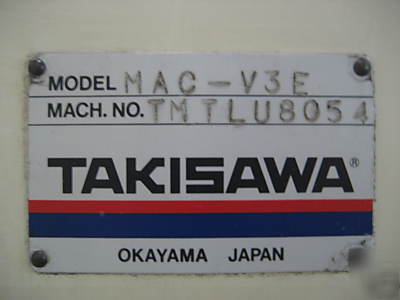 MODEL MAC-V3E
MACH. NO. TMTLU8054
TAKISAWA®
OKAYAMA JAPAN